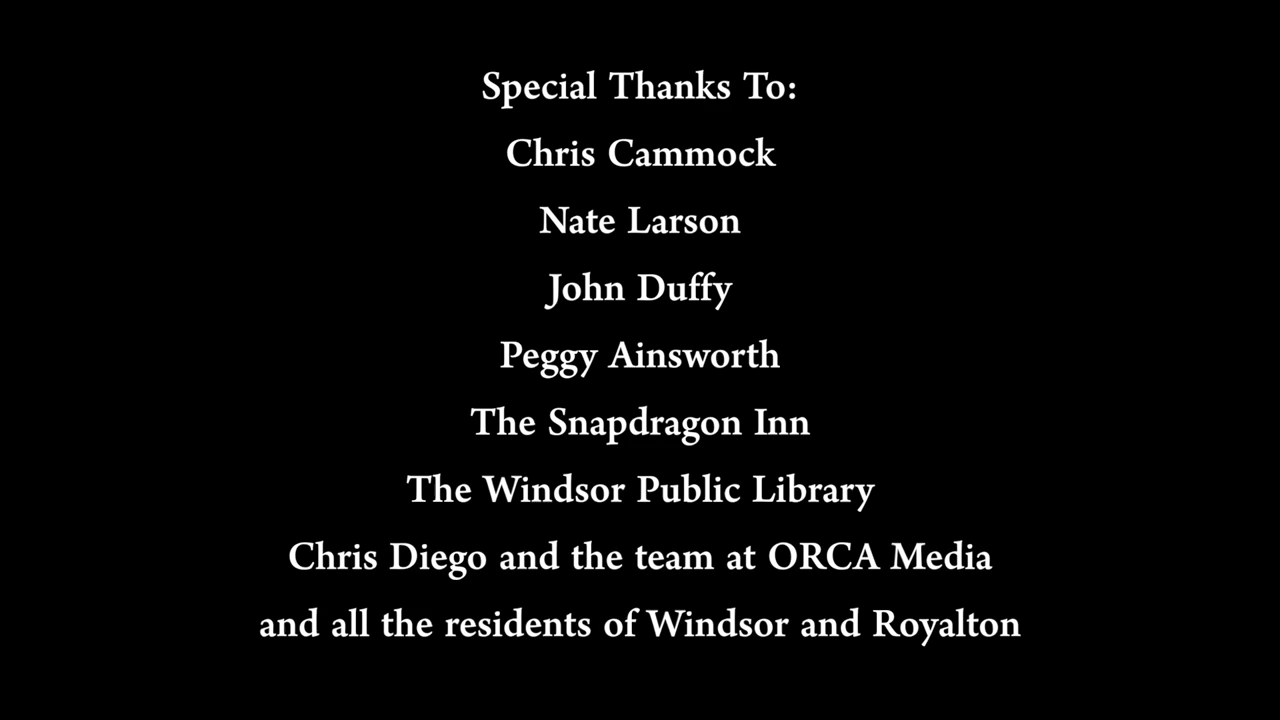 Special Thanks To:
Chris Cammock
Nate Larson
John Duffy
Peggy Ainsworth
The Snapdragon Inn
The Windsor Public Library
Chris Diego and the team at ORCA Media
and all the residents of Windsor and Royalton